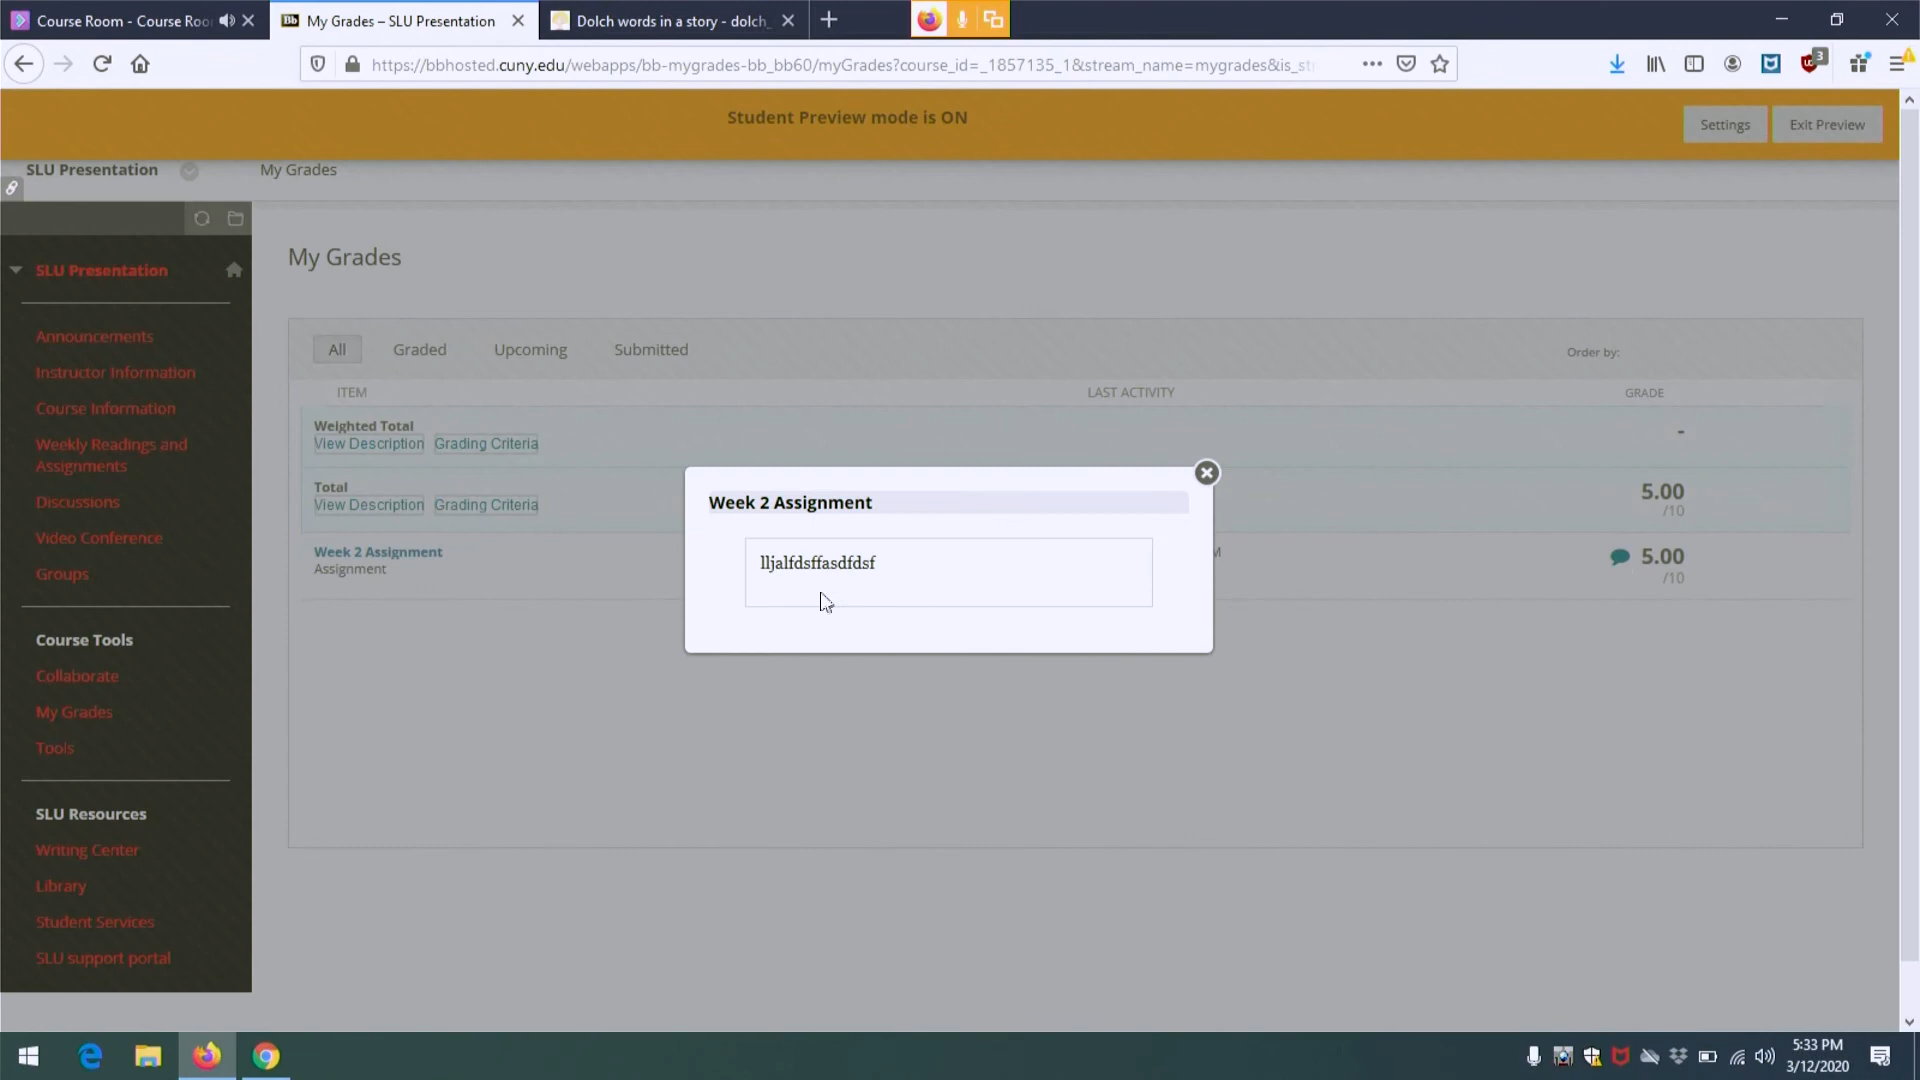 Course Room - Course Roo
My Grades – SLU Presentation
Dolch words in a story - dolch_
https://bbhosted.cuny.edu/webapps/bb-mygrades-bb_bb60/myGrades?course_id=_1857135_1&stream_name=mygrades&is_st
3
Student Preview mode is ON
Settings
Exit Preview
SLU Presentation
My Grades
SLU Presentation
Announcements
Instructor Information
Course Information
Weekly Readings and
Assignments
Discussions
Video Conference
Groups
Course Tools
Collaborate
My Grades
Tools
SLU Resources
Writing Center
Library
Student Services
SLU support portal
My Grades
All
Graded
Upcoming
Submitted
Order by:
ITEM
LAST ACTIVITY
GRADE
Weighted Total
View Description Grading Criteria
-
Total
View Description Grading Criteria
5.00
/10
Week 2 Assignment
Assignment
M
5.00
/10
Week 2 Assignment
lljalfdsffasdfdsf
5:33 PM
3/12/2020